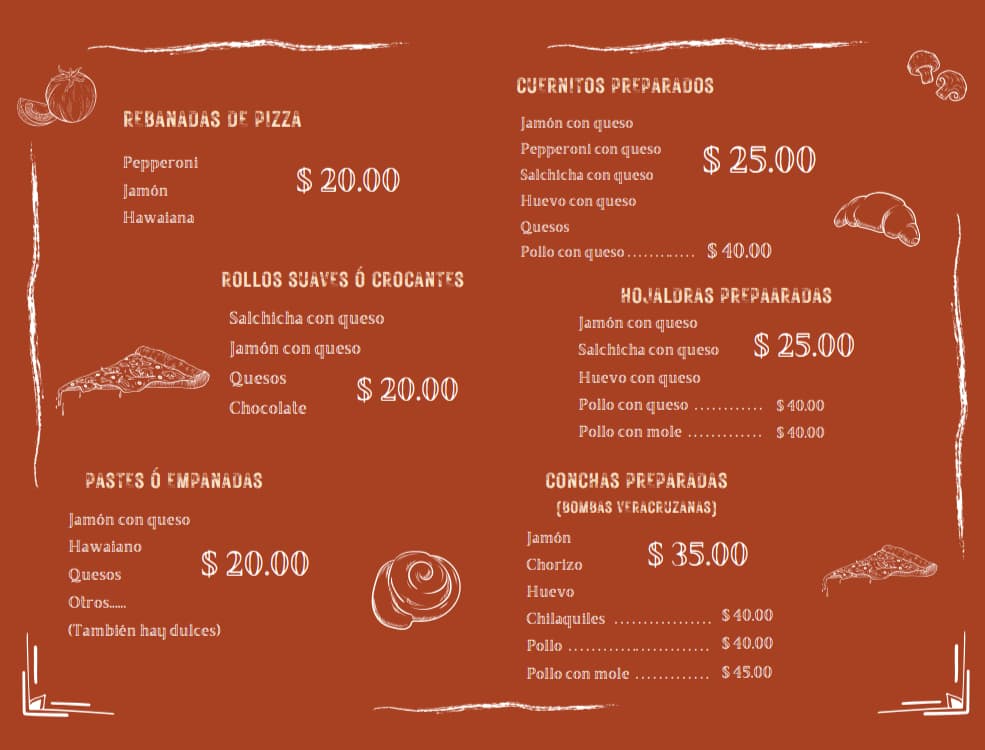 REBANADAS DE PIZZA
Pepperoni
Jamón
Hawaiana
$ 20.00
ROLLOS SUAVES Ó CROCANTES
Salchicha con queso
Jamón con queso
Quesos
Chocolate
$ 20.00
PASTES Ó EMPANADAS
Jamón con queso
Hawaiano
Quesos
Otros......
(También hay dulces)
$ 20.00
CUERNITOS PREPARADOS
Jamón con queso
Pepperoni con queso
Salchicha con queso
Huevo con queso
Quesos
$ 25.00
Pollo con queso ............. $ 40.00
HOJALDRAS PREPAARADAS
Jamón con queso
Salchicha con queso
Huevo con queso
$ 25.00
Pollo con queso ............ $ 40.00
Pollo con mole ............. $ 40.00
CONCHAS PREPARADAS
(BOMBAS VERACRUZANAS)
Jamón
Chorizo
Huevo
$ 35.00
Chilaquiles ................. $ 40.00
Pollo ......................... $ 40.00
Pollo con mole ............. $ 45.00